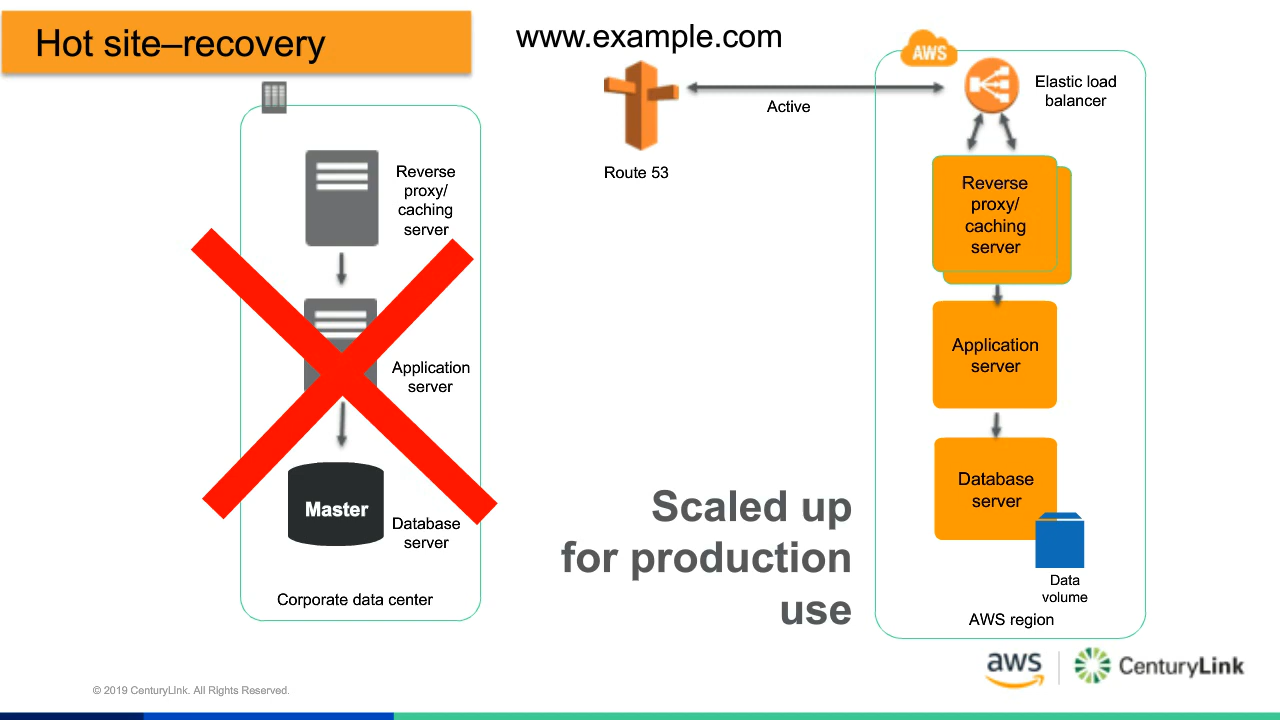 Hot site–recovery
www.example.com
AWS
Elastic load
balancer
Active
Route 53
Reverse
proxy/
caching
server
Application
server
Master
Database
server
Corporate data center
Reverse
proxy/
caching
server
Application
server
Database
server
Data
volume
AWS region
Scaled up
for production
use
aws
CenturyLink
© 2019 CenturyLink. All Rights Reserved.